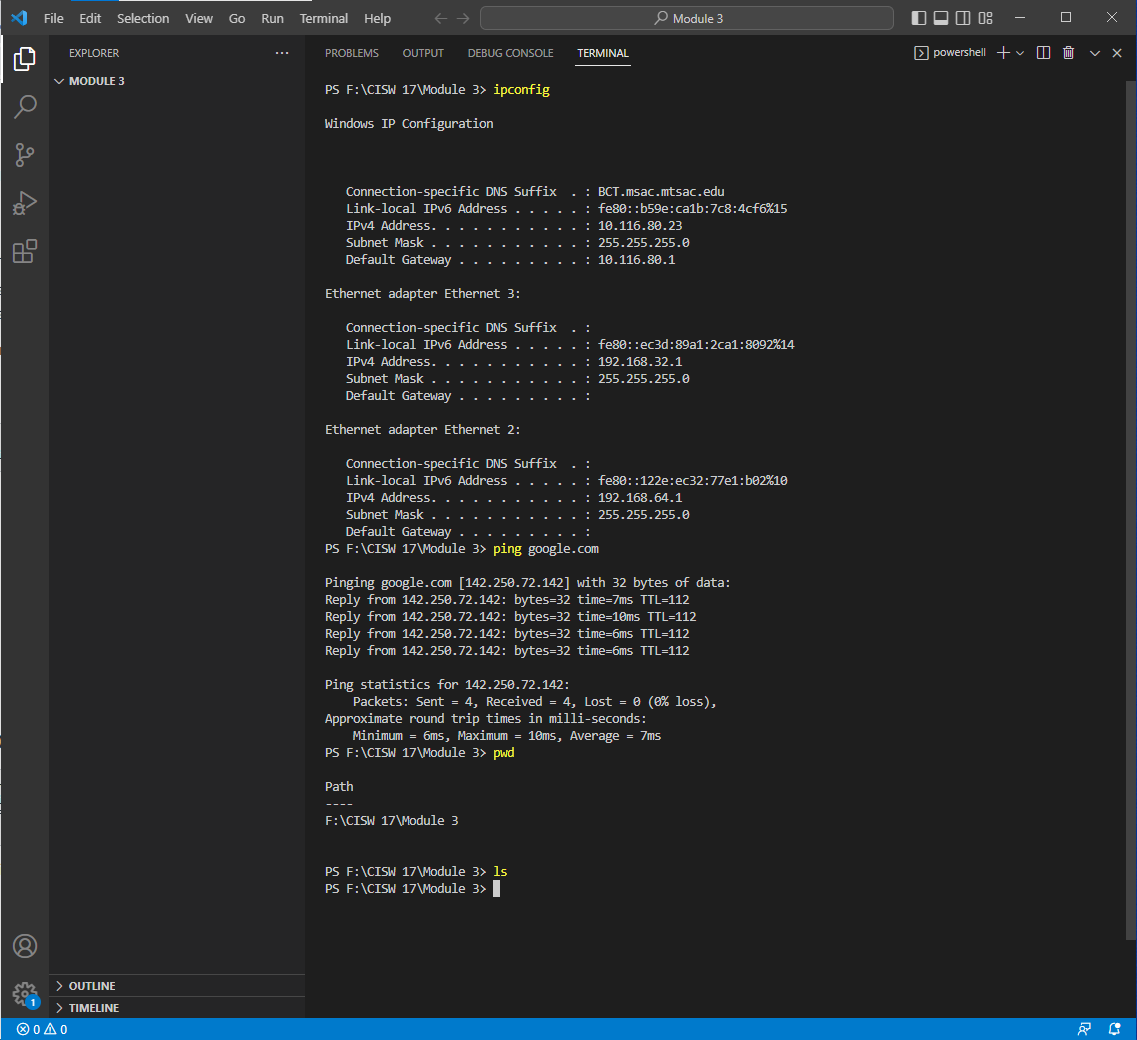 File Edit Selection View Go Run Terminal Help Module 3
EXPLORER
MODULE 3
OUTLINE
TIMELINE
1
0 0
PROBLEMS OUTPUT DEBUG CONSOLE TERMINAL powershell
PS F:\CISW 17\Module 3> ipconfig
Windows IP Configuration
Connection-specific DNS Suffix  . : BCT.msac.mtsac.edu
Link-local IPv6 Address . . . . . : fe80::b59e:ca1b:7c8:4cf6%15
IPv4 Address. . . . . . . . . . . : 10.116.80.23
Subnet Mask . . . . . . . . . . . : 255.255.255.0
Default Gateway . . . . . . . . . : 10.116.80.1
Ethernet adapter Ethernet 3:
Connection-specific DNS Suffix  . :
Link-local IPv6 Address . . . . . : fe80::ec3d:89a1:2ca1:8092%14
IPv4 Address. . . . . . . . . . . : 192.168.32.1
Subnet Mask . . . . . . . . . . . : 255.255.255.0
Default Gateway . . . . . . . . . :
Ethernet adapter Ethernet 2:
Connection-specific DNS Suffix  . :
Link-local IPv6 Address . . . . . : fe80::122e:ec32:77e1:b02%10
IPv4 Address. . . . . . . . . . . : 192.168.64.1
Subnet Mask . . . . . . . . . . . : 255.255.255.0
Default Gateway . . . . . . . . . :
PS F:\CISW 17\Module 3> ping google.com
Pinging google.com [142.250.72.142] with 32 bytes of data:
Reply from 142.250.72.142: bytes=32 time=7ms TTL=112
Reply from 142.250.72.142: bytes=32 time=10ms TTL=112
Reply from 142.250.72.142: bytes=32 time=6ms TTL=112
Reply from 142.250.72.142: bytes=32 time=6ms TTL=112
Ping statistics for 142.250.72.142:
Packets: Sent = 4, Received = 4, Lost = 0 (0% loss),
Approximate round trip times in milli-seconds:
Minimum = 6ms, Maximum = 10ms, Average = 7ms
PS F:\CISW 17\Module 3> pwd
Path
----
F:\CISW 17\Module 3
PS F:\CISW 17\Module 3> ls
PS F:\CISW 17\Module 3>